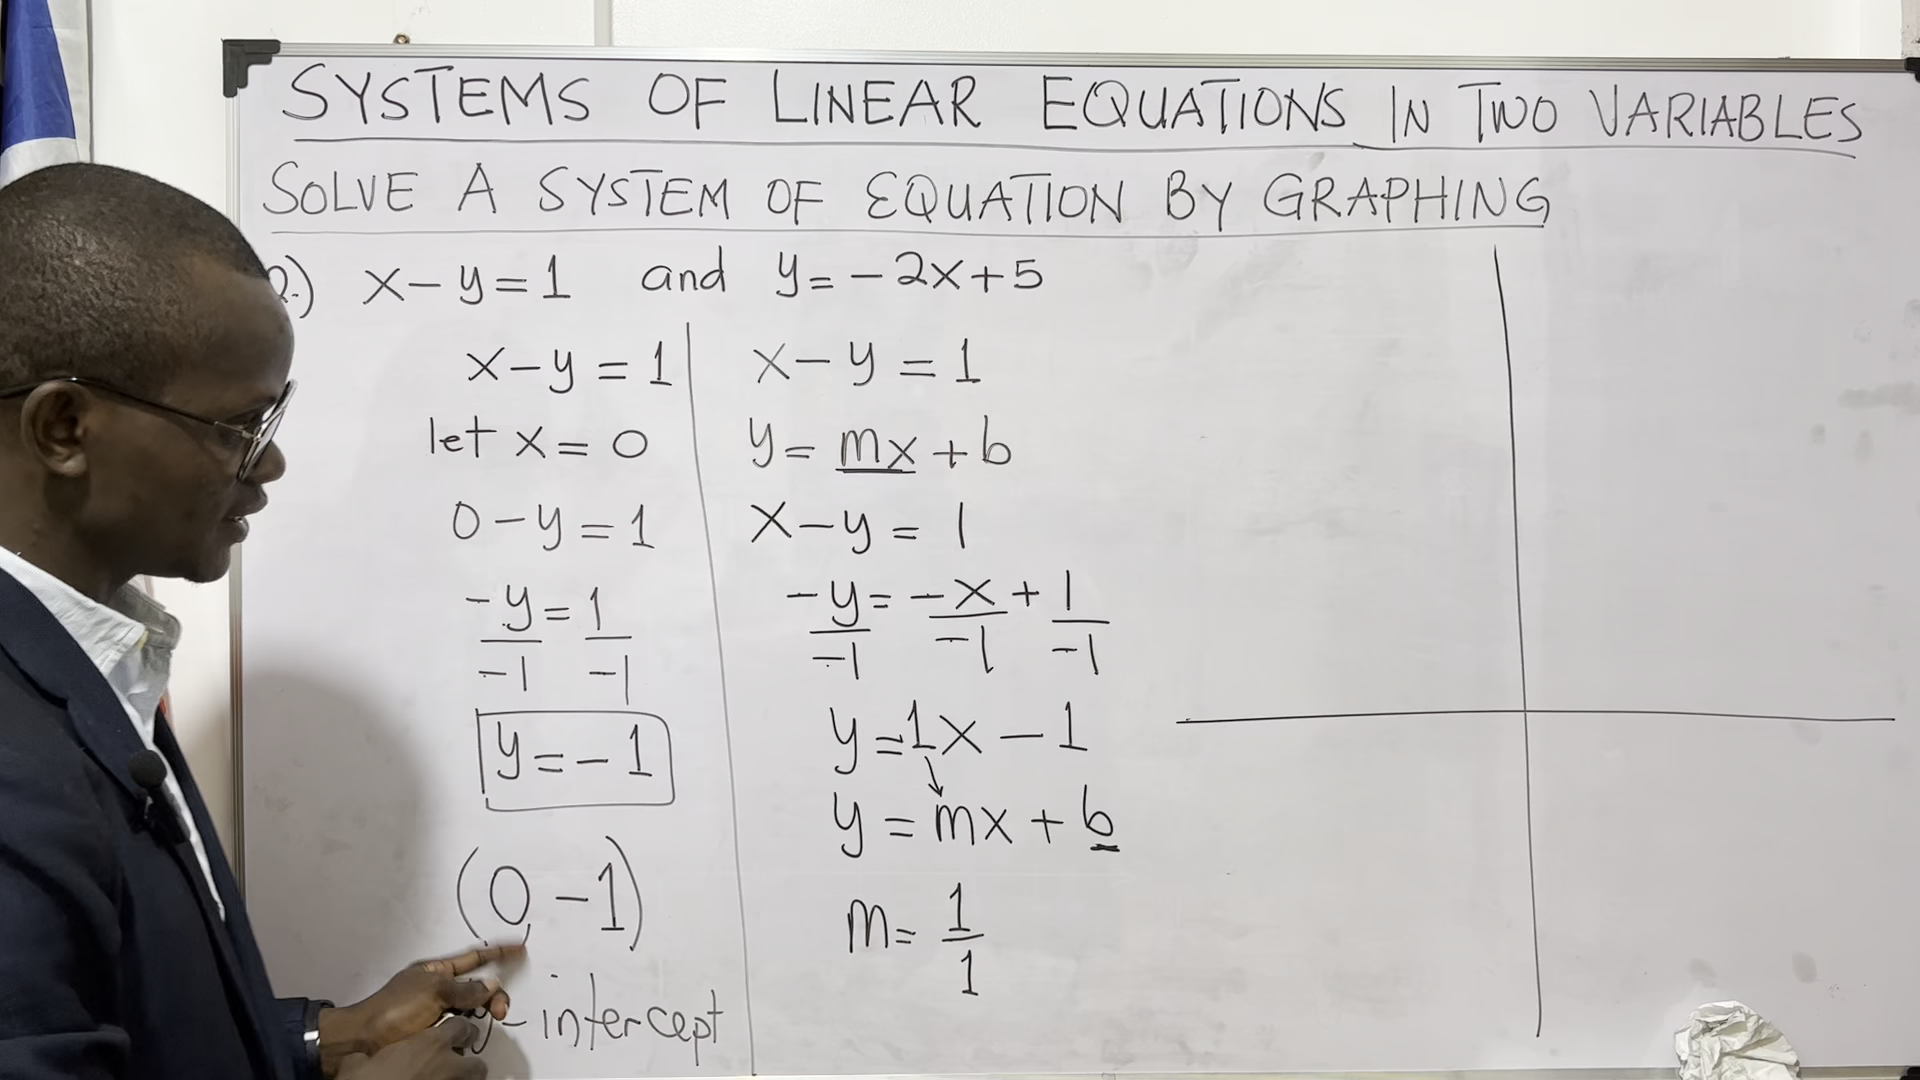 SYSTEMS OF LINEAR EQUATIONS IN TWO VARIABLES
SOLVE A SYSTEM OF EQUATION BY GRAPHING
Q.) x - y = 1 and y = -2x + 5
x - y = 1
let x = 0
0 - y = 1
-y/-1 = 1/-1
y = -1
(0, -1)
y-intercept
x - y = 1
y = mx + b
x - y = 1
-y/-1 = -x/-1 + 1/-1
y = 1x - 1
y = mx + b
m = 1/1